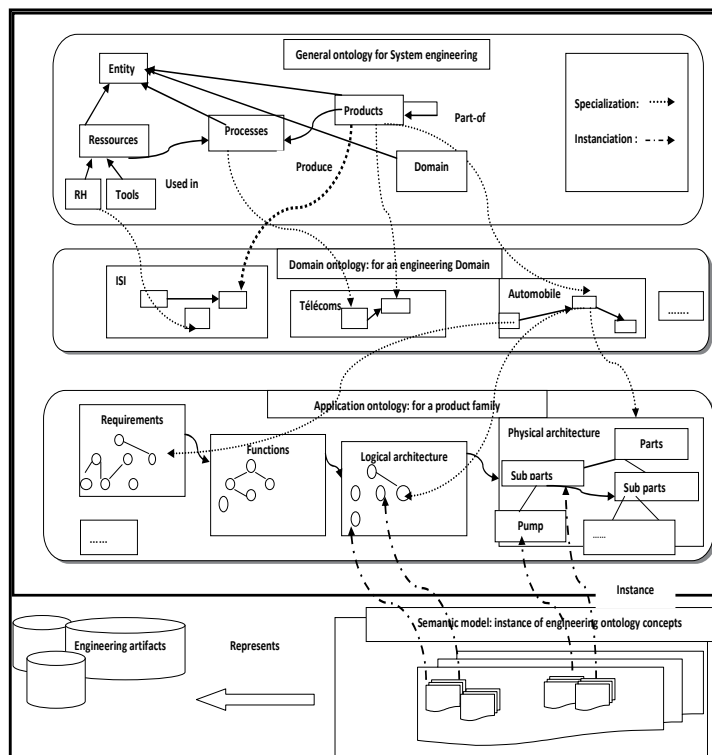 General ontology for System engineering
Entity
Products
Part-of
Specialization:
Ressources
Processes
Instanciation :
Produce
Domain
RH
Tools
Used in
Domain ontology: for an engineering Domain
ISI
Télécoms
Automobile
…….
Application ontology: for a product family
Requirements
Functions
Logical architecture
Physical architecture
Parts
Sub parts
Sub parts
Pump
……
……
Instance
Semantic model: instance of engineering ontology concepts
Engineering artifacts
Represents